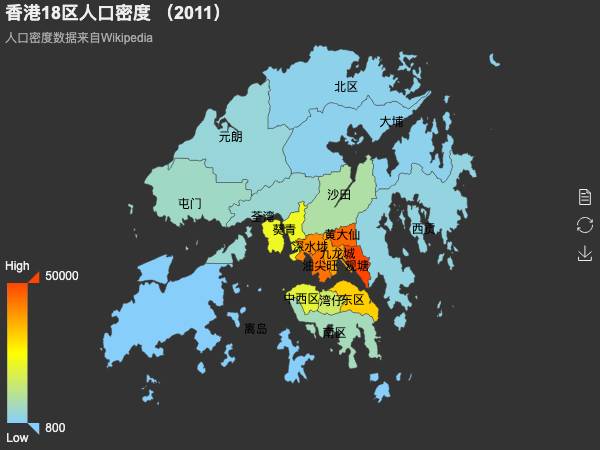 香港18区人口密度 （2011）
人口密度数据来自Wikipedia
北区
大埔
元朗
沙田
屯门
荃湾
葵青
西贡
黄大仙
深水埗
九龙城
油尖旺
观塘
中西区
湾仔
东区
离岛
南区
High
50000
800
Low